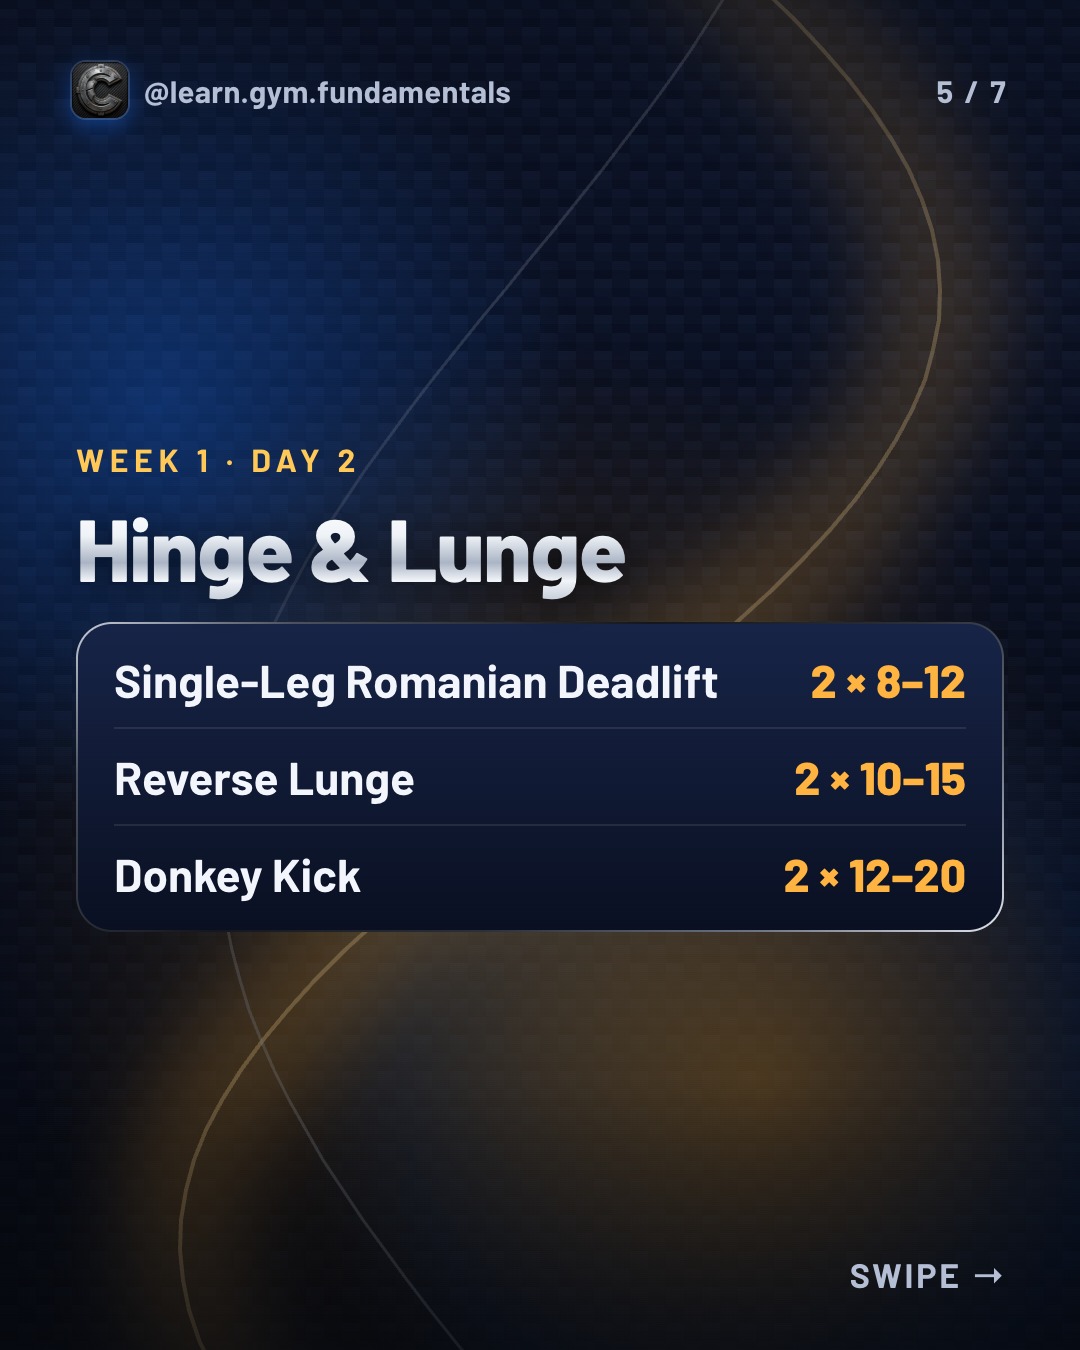 @learn.gym.fundamentals
5 / 7
WEEK 1 · DAY 2
Hinge & Lunge
Single-Leg Romanian Deadlift 2 × 8–12
Reverse Lunge 2 × 10–15
Donkey Kick 2 × 12–20
SWIPE →